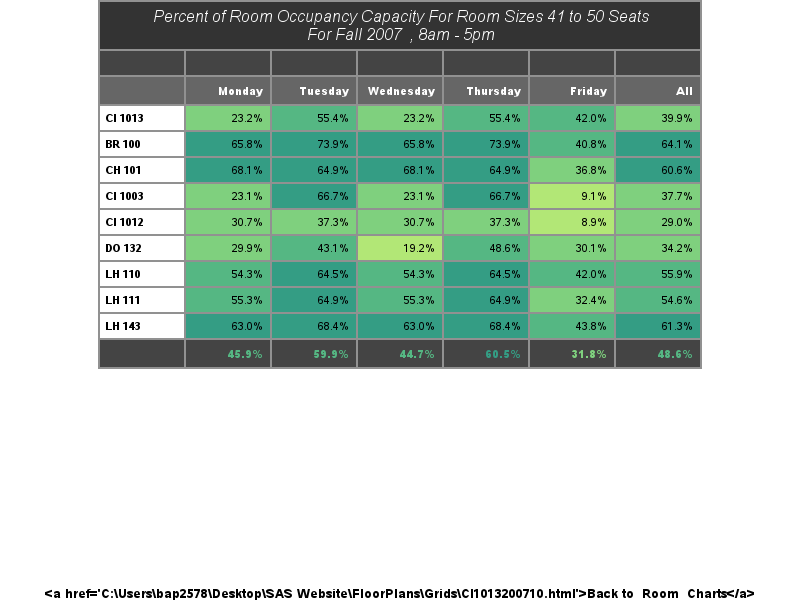 Percent of Room Occupancy Capacity For Room Sizes 41 to 50 Seats
For Fall 2007 , 8am - 5pm
Monday Tuesday Wednesday Thursday Friday All
CI 1013 23.2% 55.4% 23.2% 55.4% 42.0% 39.9%
BR 100 65.8% 73.9% 65.8% 73.9% 40.8% 64.1%
CH 101 68.1% 64.9% 68.1% 64.9% 36.8% 60.6%
CI 1003 23.1% 66.7% 23.1% 66.7% 9.1% 37.7%
CI 1012 30.7% 37.3% 30.7% 37.3% 8.9% 29.0%
DO 132 29.9% 43.1% 19.2% 48.6% 30.1% 34.2%
LH 110 54.3% 64.5% 54.3% 64.5% 42.0% 55.9%
LH 111 55.3% 64.9% 55.3% 64.9% 32.4% 54.6%
LH 143 63.0% 68.4% 63.0% 68.4% 43.8% 61.3%
45.9% 59.9% 44.7% 60.5% 31.8% 48.6%
<a href='C:\Users\bap2578\Desktop\SAS Website\FloorPlans\Grids\CI1013200710.html'>Back to Room Charts</a>